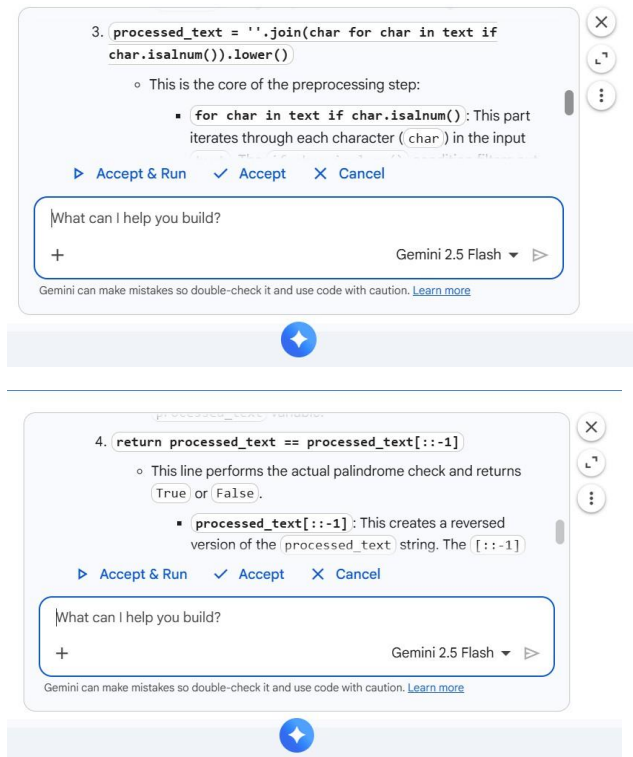 3. processed_text = ''.join(char for char in text if
char.isalnum()).lower()
This is the core of the preprocessing step:
for char in text if char.isalnum(): This part
iterates through each character (char) in the input
Accept & Run Accept Cancel
What can I help you build?
Gemini 2.5 Flash
Gemini can make mistakes so double-check it and use code with caution. Learn more
processed_text variable.
4. return processed_text == processed_text[::-1]
This line performs the actual palindrome check and returns
True or False.
processed_text[::-1]: This creates a reversed
version of the processed_text string. The [::-1]
Accept & Run Accept Cancel
What can I help you build?
Gemini 2.5 Flash
Gemini can make mistakes so double-check it and use code with caution. Learn more